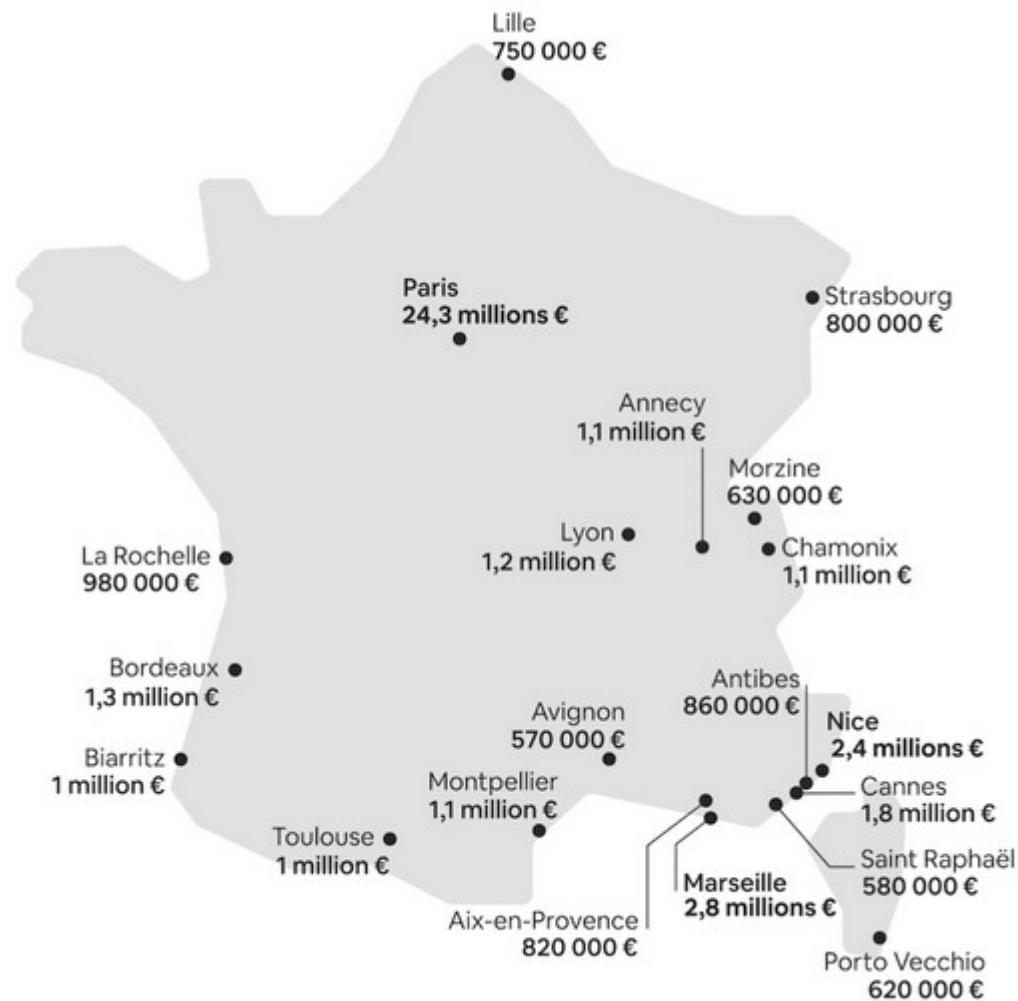 Lille
750 000 €
Paris
24,3 millions €
Strasbourg
800 000 €
Annecy
1,1 million €
Morzine
630 000 €
Lyon
1,2 million €
Chamonix
1,1 million €
La Rochelle
980 000 €
Bordeaux
1,3 million €
Antibes
860 000 €
Avignon
570 000 €
Nice
2,4 millions €
Biarritz
1 million €
Montpellier
1,1 million €
Cannes
1,8 million €
Toulouse
1 million €
Saint Raphaël
580 000 €
Marseille
2,8 millions €
Aix-en-Provence
820 000 €
Porto Vecchio
620 000 €